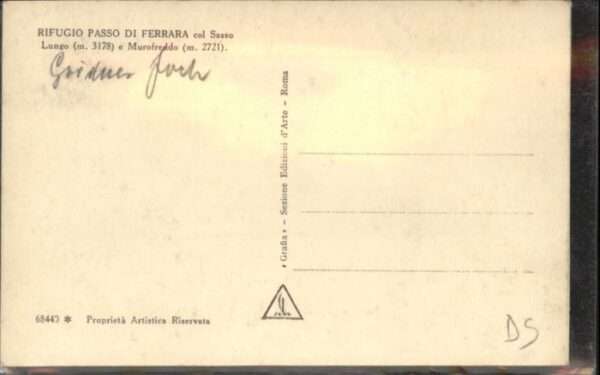 RIFUGIO PASSO DI FERRARA col Sasso
Lungo (m. 3178) e Murofreddo (m. 2721).
Gridner Joch
« Grafia » - Sezione Edizioni d'Arte - Roma
68443 * Proprietà Artistica Riservata
DS